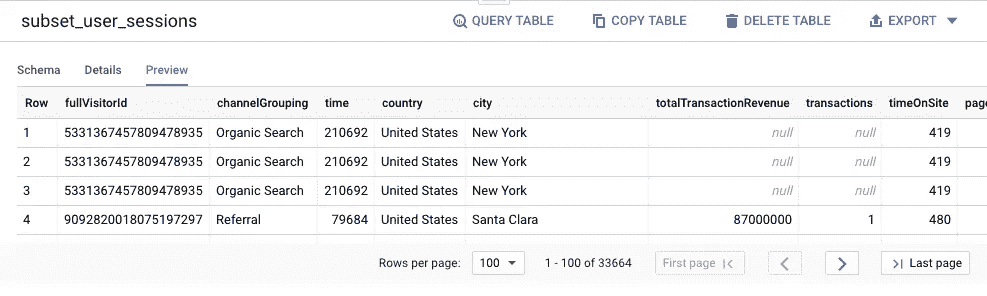 subset_user_sessions QUERY TABLE COPY TABLE DELETE TABLE EXPORT
Schema Details Preview
Row fullVisitorId channelGrouping time country city totalTransactionRevenue transactions timeOnSite page
1 5331367457809478935 Organic Search 210692 United States New York null null 419
2 5331367457809478935 Organic Search 210692 United States New York null null 419
3 5331367457809478935 Organic Search 210692 United States New York null null 419
4 9092820018075197297 Referral 79684 United States Santa Clara 87000000 1 480
Rows per page: 100 1 - 100 of 33664 First page Last page